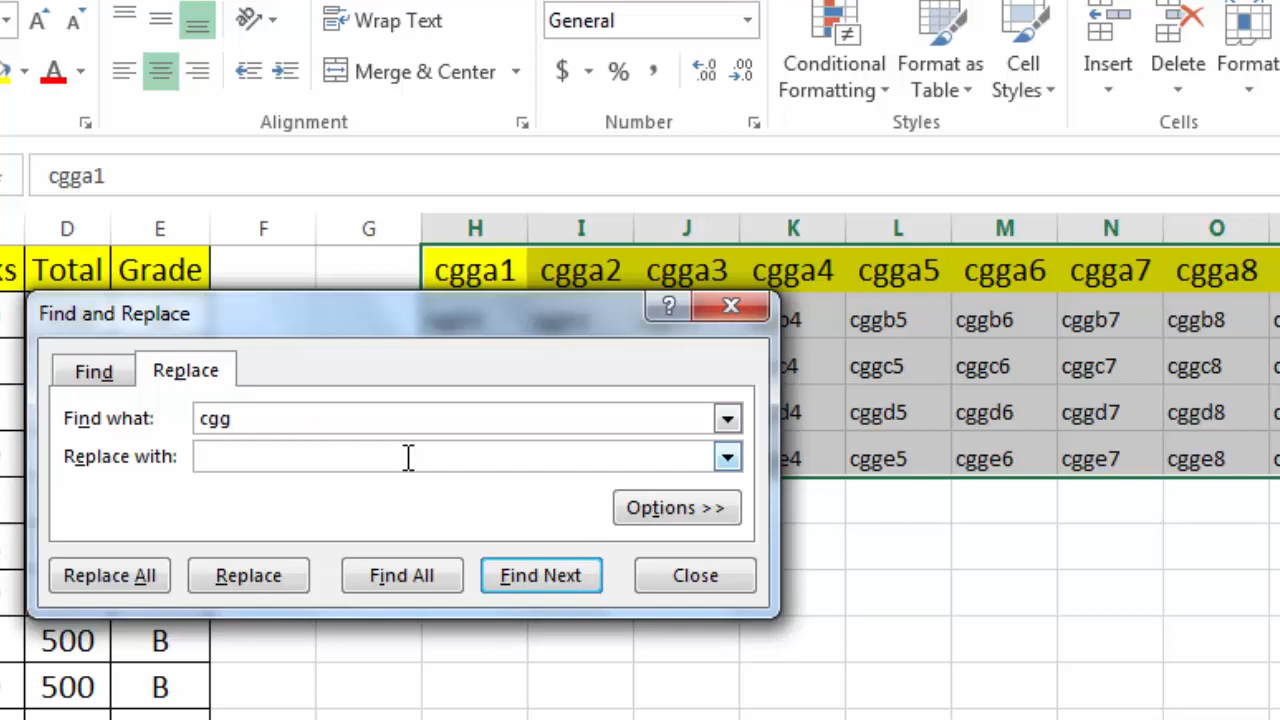 Wrap Text
General
Merge & Center
$ % ,
.00 .0
Conditional Formatting
Format as Table
Cell Styles
Insert
Delete
Format
Alignment
Number
Styles
Cells
cgga1
D E F G H I J K L M N O
Total Grade cgga1 cgga2 cgga3 cgga4 cgga5 cgga6 cgga7 cgga8
cggb5 cggb6 cggb7 cggb8
cggc5 cggc6 cggc7 cggc8
cggd5 cggd6 cggd7 cggd8
cgge5 cgge6 cgge7 cgge8
Find and Replace
Find
Replace
Find what: cgg
Replace with:
Options >>
Replace All
Replace
Find All
Find Next
Close
500 B
500 B